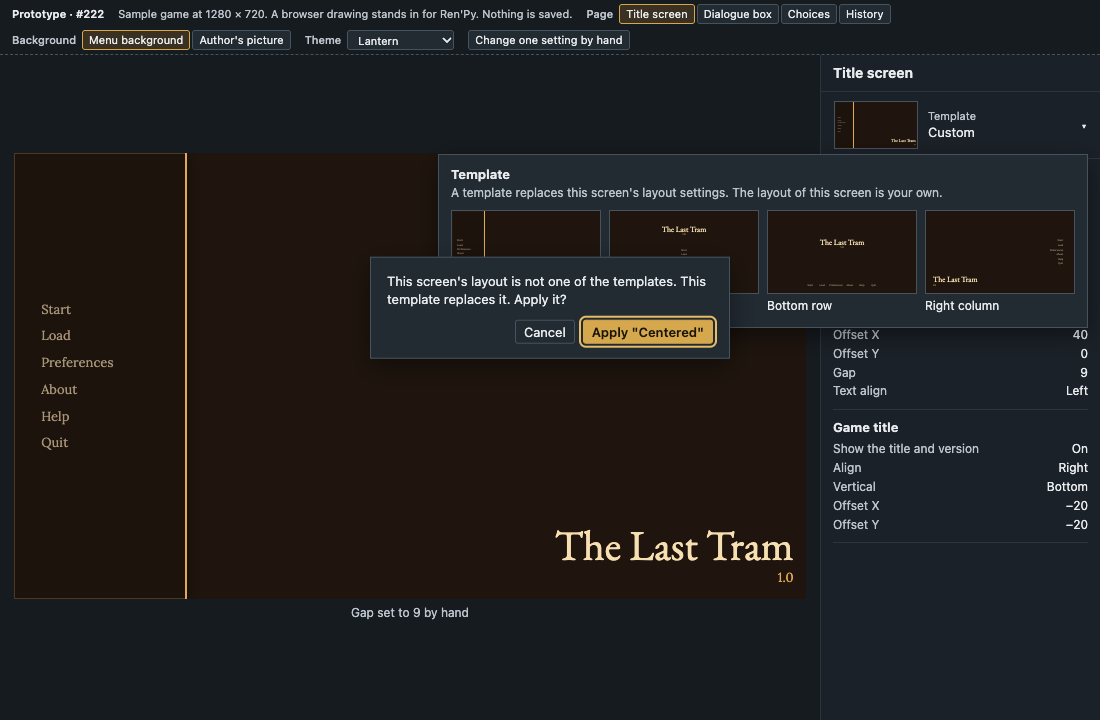 Prototype · #222 Sample game at 1280 × 720. A browser drawing stands in for Ren'Py. Nothing is saved. Page Title screen Dialogue box Choices History
Background Menu background Author's picture Theme Lantern Change one setting by hand
Title screen
The Last Tram
Template
Custom
Template
A template replaces this screen's layout settings. The layout of this screen is your own.
The Last Tram
The Last Tram
The Last Tram
Bottom row
Right column
This screen's layout is not one of the templates. This
template replaces it. Apply it?
Cancel Apply "Centered"
Start
Load
Preferences
About
Help
Quit
The Last Tram
1.0
Gap set to 9 by hand
Offset X 40
Offset Y 0
Gap 9
Text align Left
Game title
Show the title and version On
Align Right
Vertical Bottom
Offset X −20
Offset Y −20